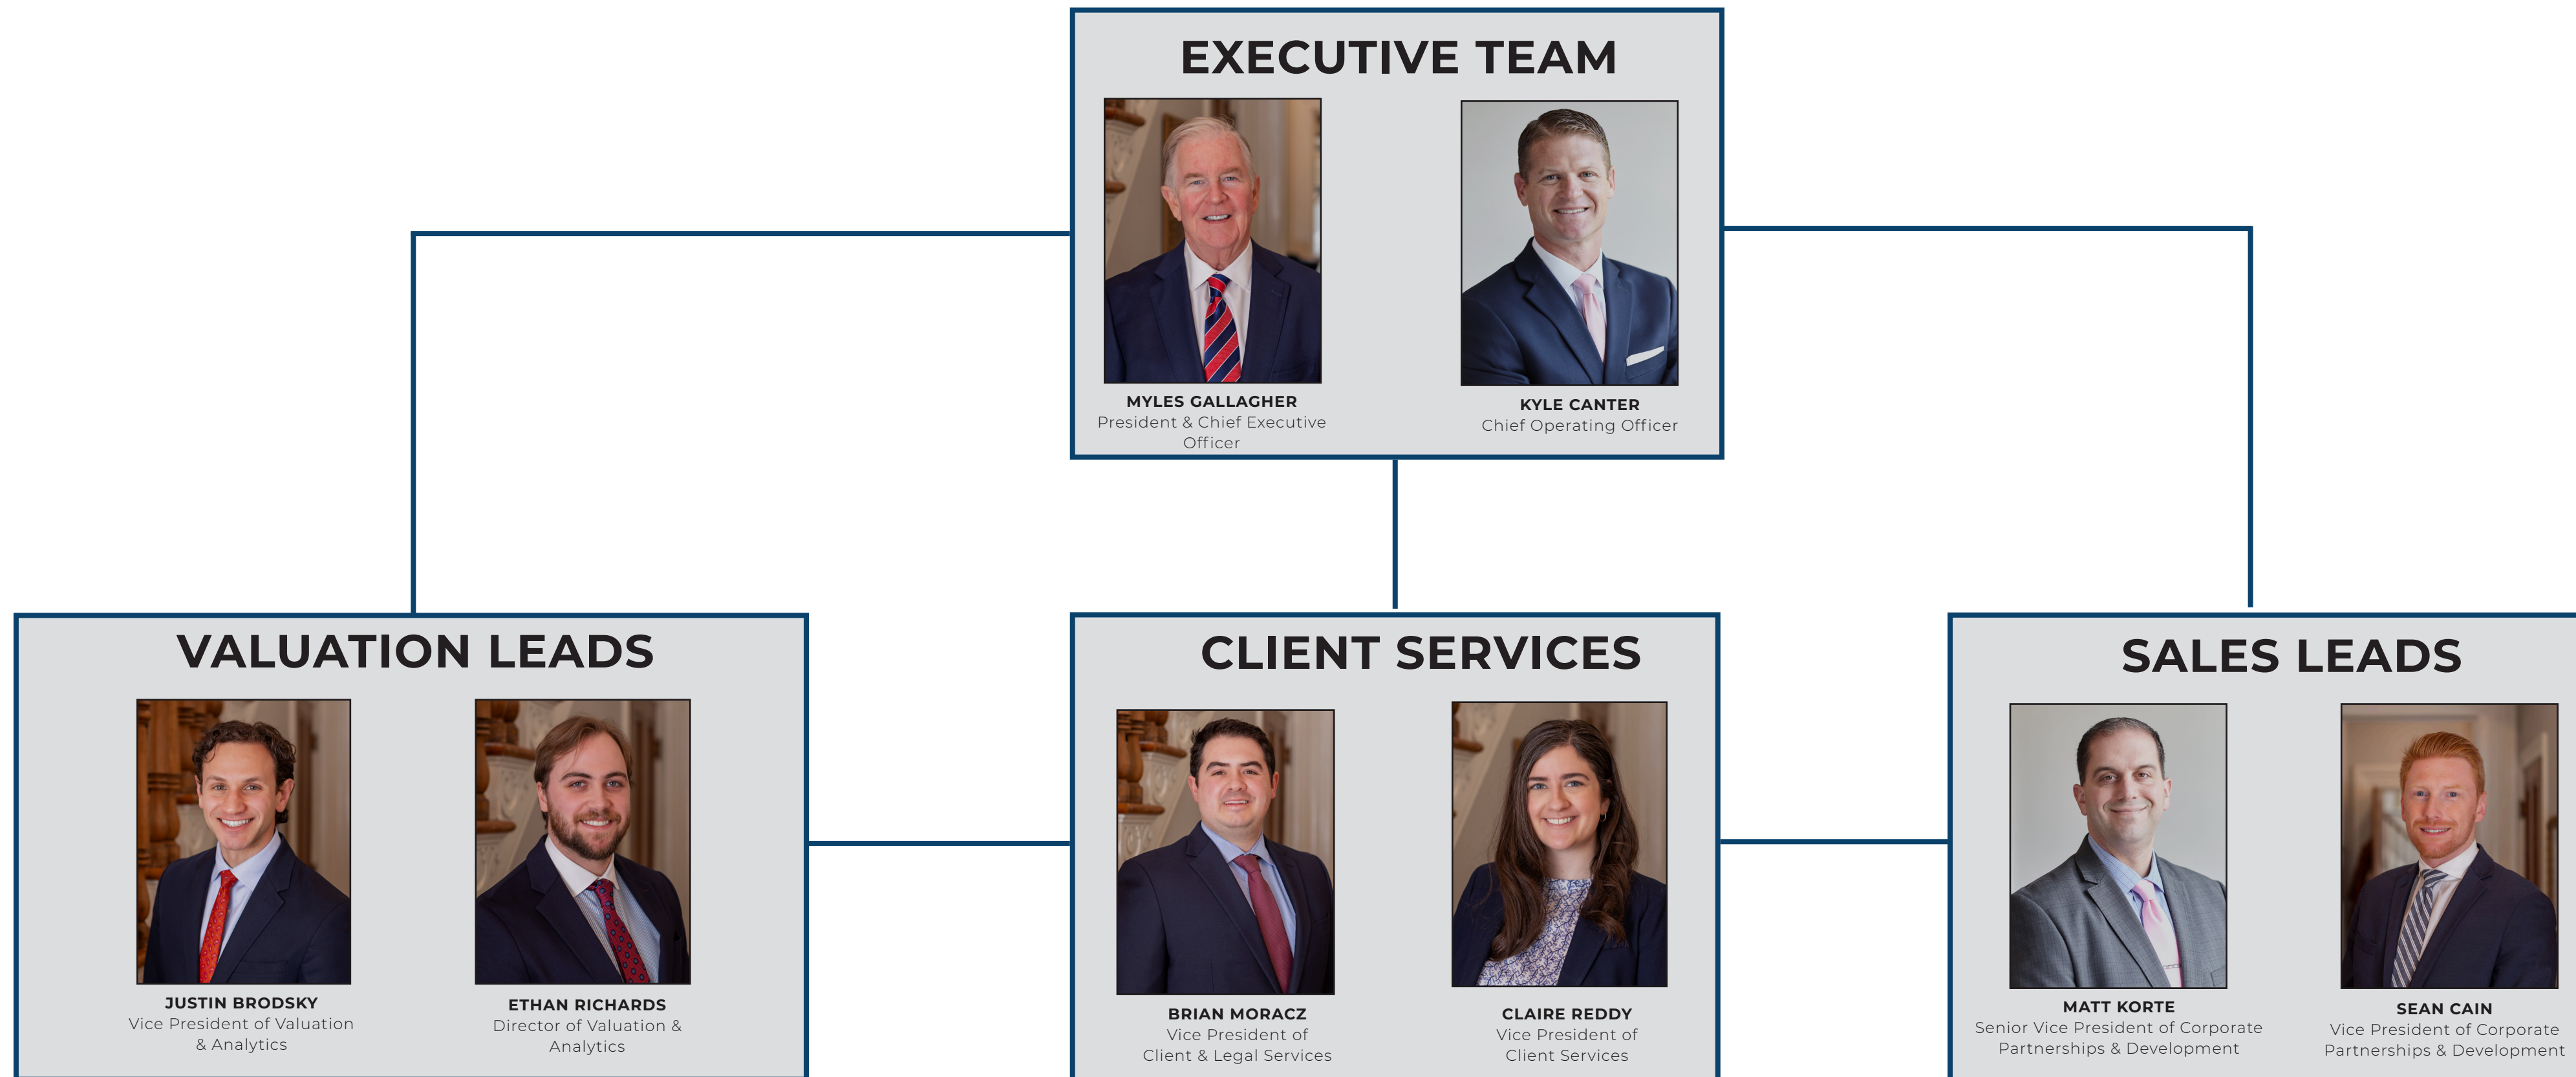 EXECUTIVE TEAM
MYLES GALLAGHER
President & Chief Executive
Officer
KYLE CANTER
Chief Operating Officer
VALUATION LEADS
JUSTIN BRODSKY
Vice President of Valuation
& Analytics
ETHAN RICHARDS
Director of Valuation &
Analytics
CLIENT SERVICES
BRIAN MORACZ
Vice President of
Client & Legal Services
CLAIRE REDDY
Vice President of
Client Services
SALES LEADS
MATT KORTE
Senior Vice President of Corporate
Partnerships & Development
SEAN CAIN
Vice President of Corporate
Partnerships & Development